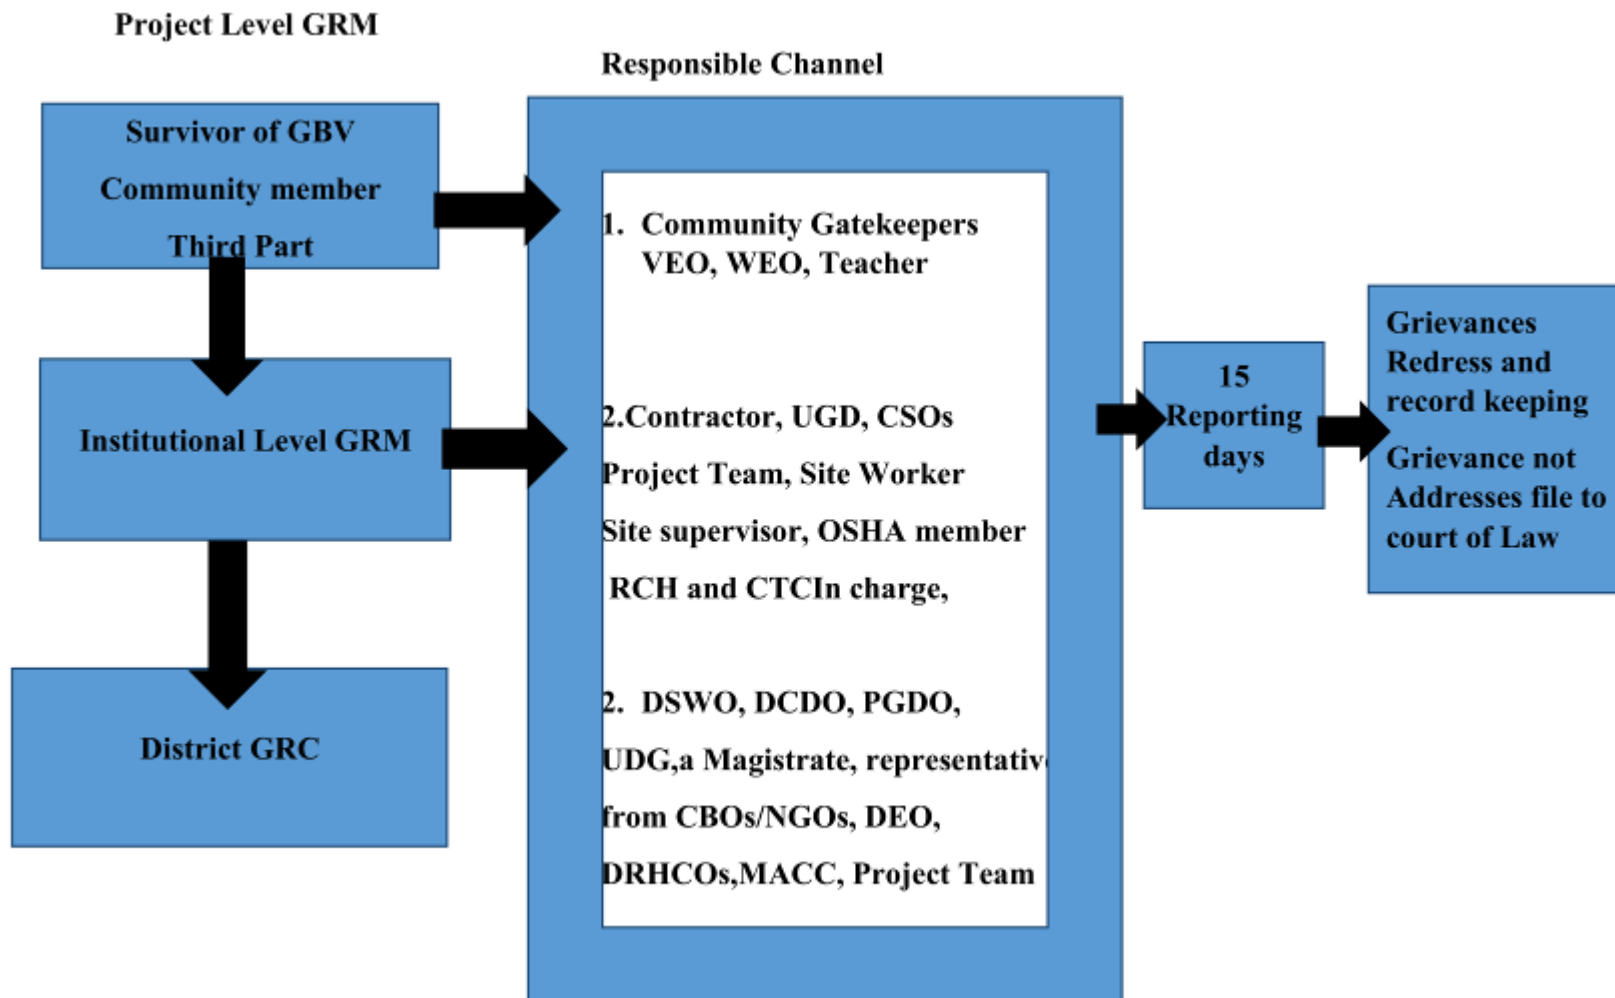 Project Level GRM
Responsible Channel
Survivor of GBV
Community member
Third Part
Institutional Level GRM
District GRC
1. Community Gatekeepers
VEO, WEO, Teacher
2.Contractor, UGD, CSOs
Project Team, Site Worker
Site supervisor, OSHA member
RCH and CTCIn charge,
2. DSWO, DCDO, PGDO,
UDG,a Magistrate, representative
from CBOs/NGOs, DEO,
DRHCOs,MACC, Project Team
15
Reporting
days
Grievances
Redress and
record keeping
Grievance not
Addresses file to
court of Law